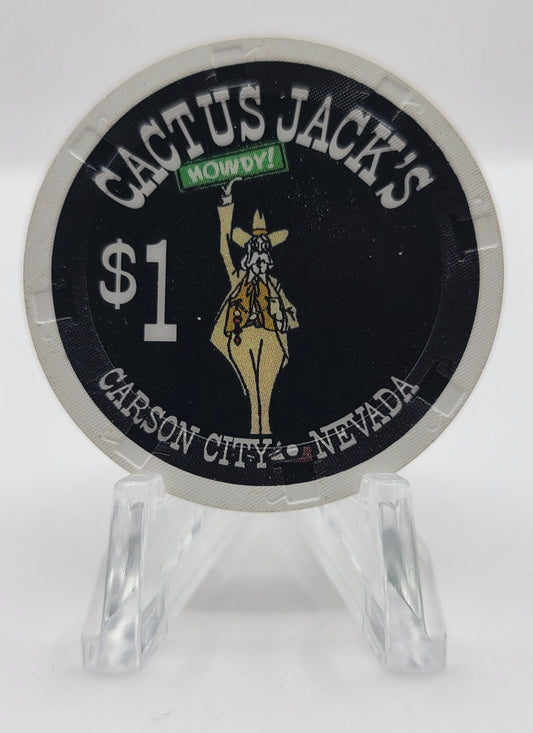 CACTUS JACK'S
HOWDY!
$1
CARSON CITY • NEVADA